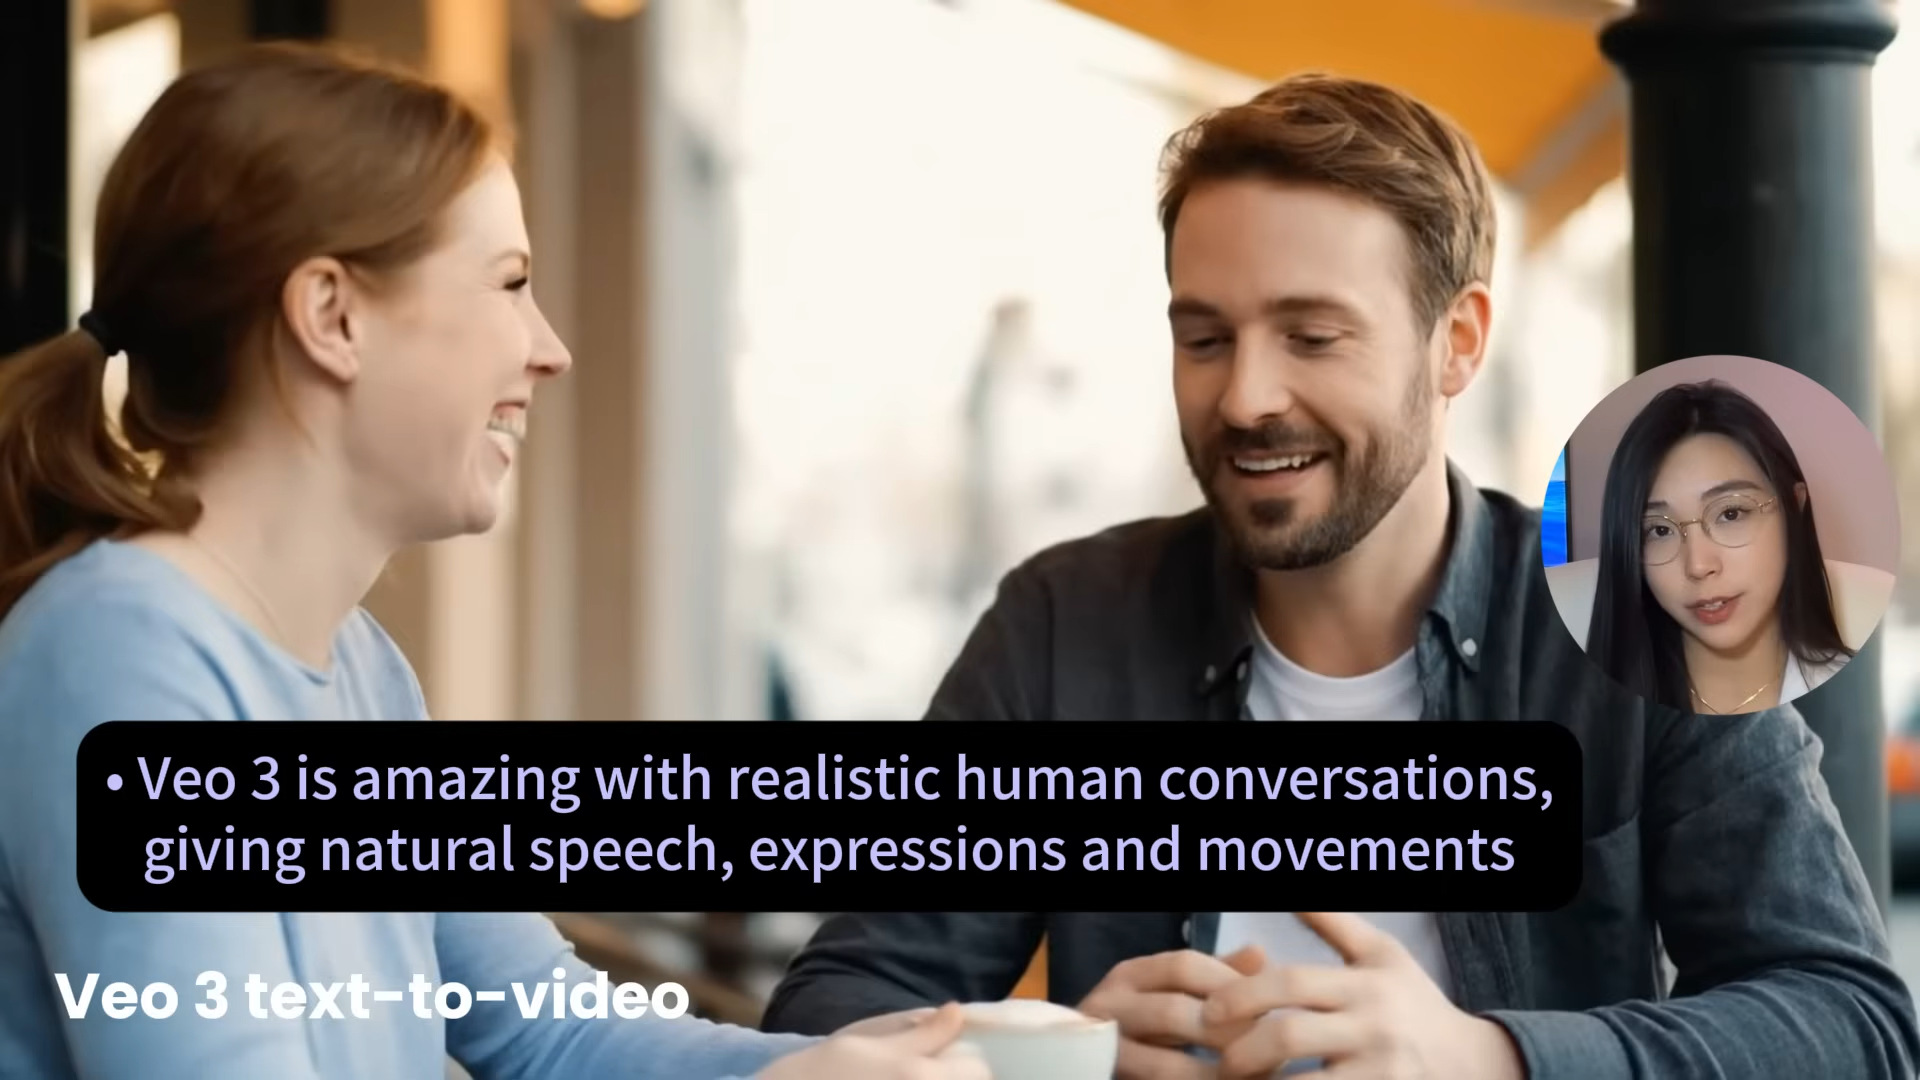 • Veo 3 is amazing with realistic human conversations,
giving natural speech, expressions and movements
Veo 3 text-to-video